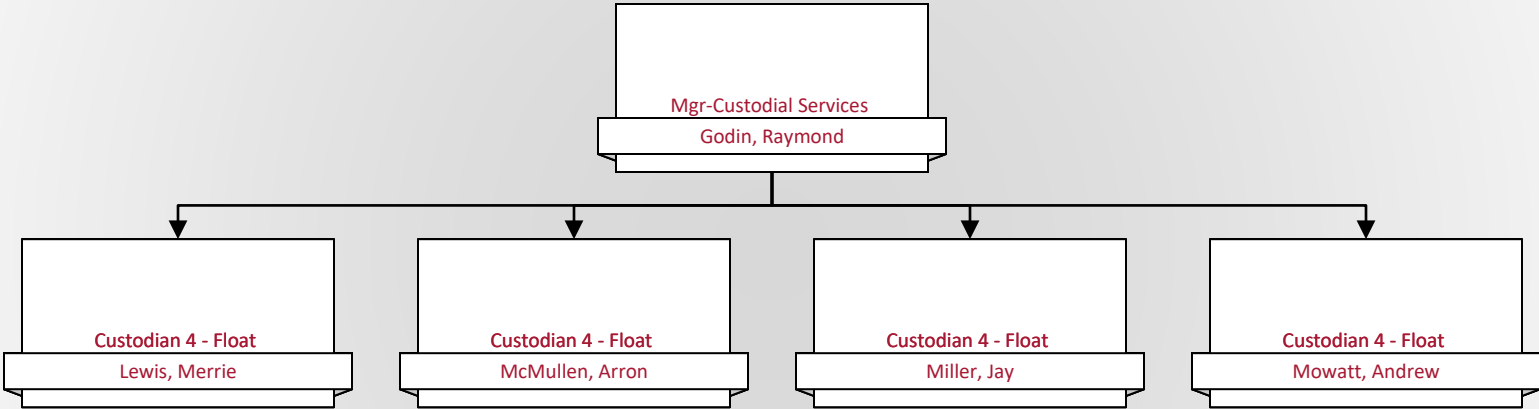 Mgr-Custodial Services
Godin, Raymond
Custodian 4 - Float
Lewis, Merrie
Custodian 4 - Float
McMullen, Arron
Custodian 4 - Float
Miller, Jay
Custodian 4 - Float
Mowatt, Andrew